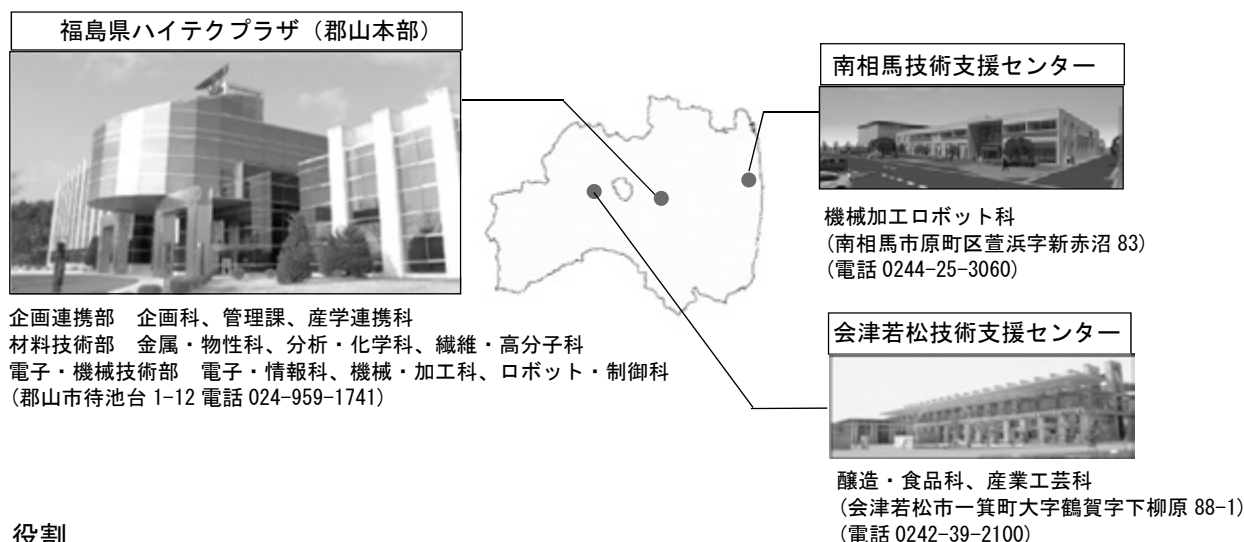 福島県ハイテクプラザ（郡山本部）
企画連携部　企画科、管理課、産学連携科
材料技術部　金属・物性科、分析・化学科、繊維・高分子科
電子・機械技術部　電子・情報科、機械・加工科、ロボット・制御科
(郡山市待池台 1-12 電話 024-959-1741)
南相馬技術支援センター
機械加工ロボット科
(南相馬市原町区萱浜字新赤沼 83)
(電話 0244-25-3060)
会津若松技術支援センター
醸造・食品科、産業工芸科
(会津若松市一箕町大字鶴賀字下柳原 88-1)
(電話 0242-39-2100)
役割